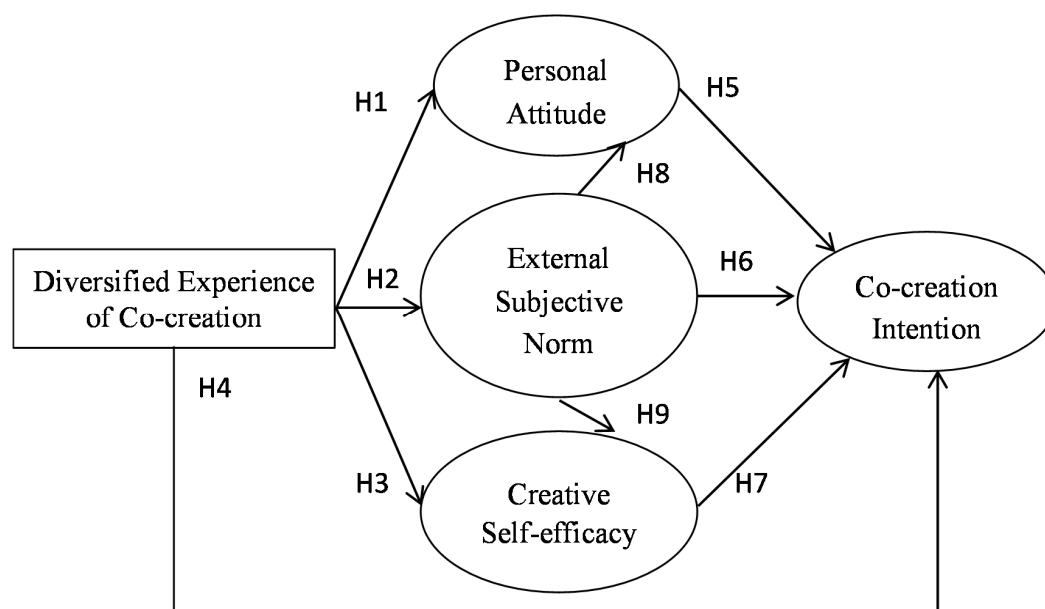 Personal
Attitude
H1
H5
H8
Diversified Experience
of Co-creation
H2
External
Subjective
Norm
H6
Co-creation
Intention
H4
H9
H3
Creative
Self-efficacy
H7